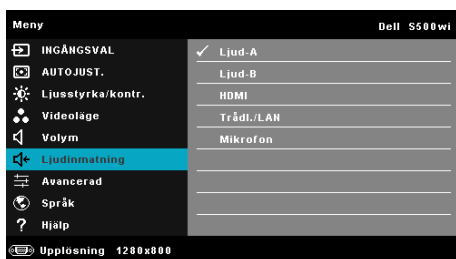 Meny Dell S500wi
INGÅNGSVAL
AUTOJUST.
Ljusstyrka/kontr.
Videoläge
Volym
Ljudinmatning
Avancerad
Språk
? Hjälp
✓ Ljud-A
Ljud-B
HDMI
Trådl./LAN
Mikrofon
Upplösning 1280x800